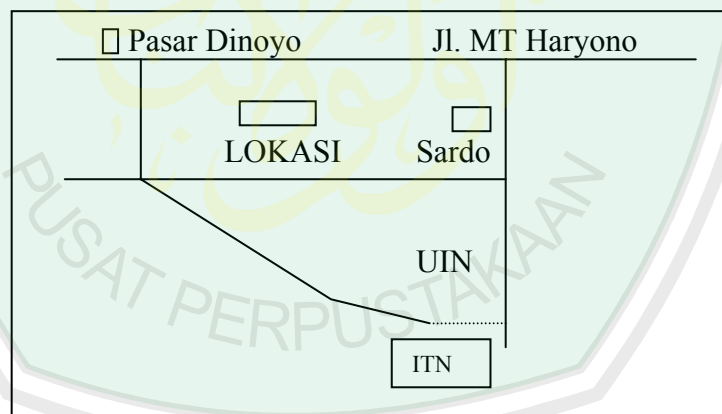 Pasar Dinoyo Jl. MT Haryono
LOKASI Sardo
UIN
ITN
PUSAT PERPUSTAKAAN